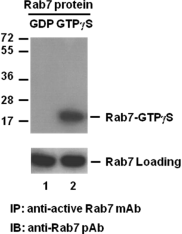 Rab7 protein
GDP GTPγS
72
55
36
28
17
Rab7-GTPγS
Rab7 Loading
1 2
IP: anti-active Rab7 mAb
IB: anti-Rab7 pAb